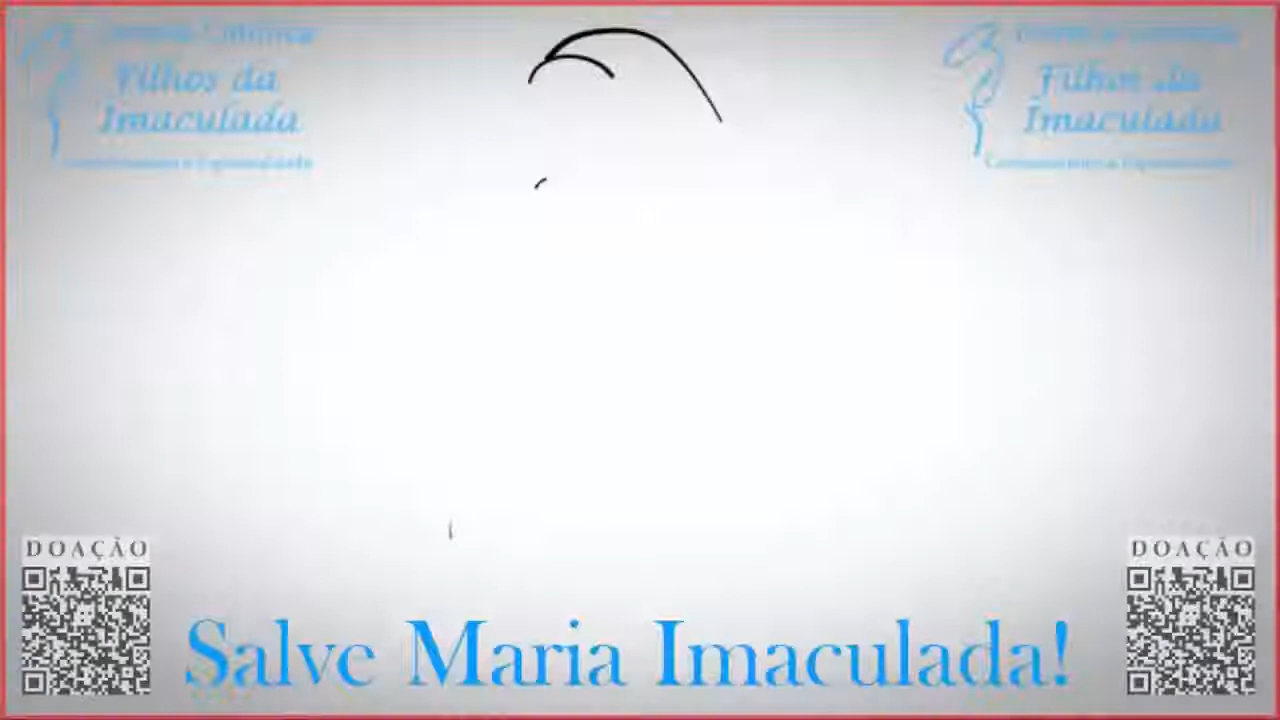 Filhos da
Imaculada
Filhos da
Imaculada
DOAÇÃO
DOAÇÃO
Salve Maria Imaculada!